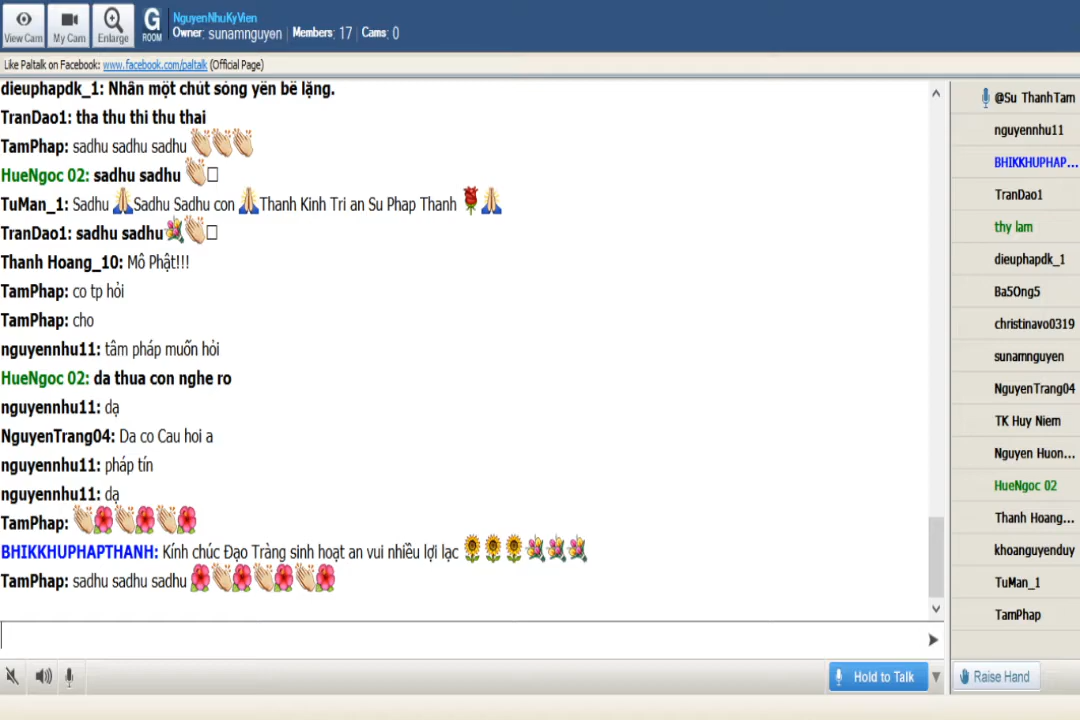 View Cam
My Cam
Enlarge
G
ROOM
NguyenNhuKyVien
Owner: sunamnguyen | Members: 17 | Cams: 0
Like Paltalk on Facebook: www.facebook.com/paltalk (Official Page)
dieuphapdk_1: Nhân một chút sóng yên bể lặng.
TranDao1: tha thu thi thu thai
TamPhap: sadhu sadhu sadhu
HueNgoc 02: sadhu sadhu
TuMan_1: Sadhu 🙏Sadhu Sadhu con 🙏Thanh Kinh Tri an Su Phap Thanh 🌹🙏
TranDao1: sadhu sadhu
Thanh Hoang_10: Mô Phật!!!
TamPhap: co tp hỏi
TamPhap: cho
nguyennhu11: tâm pháp muốn hỏi
HueNgoc 02: da thua con nghe ro
nguyennhu11: dạ
NguyenTrang04: Da co Cau hoi a
nguyennhu11: pháp tín
nguyennhu11: dạ
TamPhap:
BHIKKHUPHAPTHANH: Kính chúc Đạo Tràng sinh hoạt an vui nhiều lợi lạc
TamPhap: sadhu sadhu sadhu
Hold to Talk
@Su ThanhTam
nguyennhu11
BHIKKHUPHAP...
TranDao1
thy lam
dieuphapdk_1
Ba5Ong5
christinavo0319
sunamnguyen
NguyenTrang04
TK Huy Niem
Nguyen Huon...
HueNgoc 02
Thanh Hoang...
khoanguyenduy
TuMan_1
TamPhap
Raise Hand